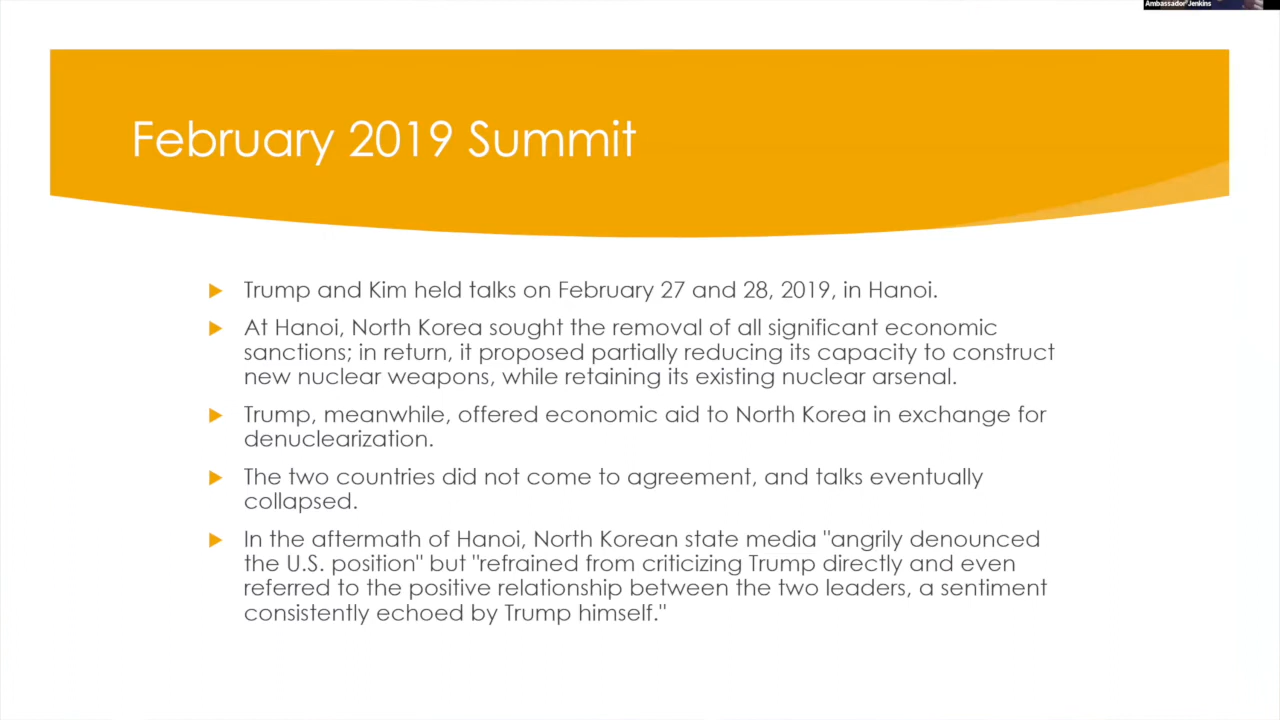 Ambassador Jenkins
February 2019 Summit
Trump and Kim held talks on February 27 and 28, 2019, in Hanoi.
At Hanoi, North Korea sought the removal of all significant economic
sanctions; in return, it proposed partially reducing its capacity to construct
new nuclear weapons, while retaining its existing nuclear arsenal.
Trump, meanwhile, offered economic aid to North Korea in exchange for
denuclearization.
The two countries did not come to agreement, and talks eventually
collapsed.
In the aftermath of Hanoi, North Korean state media "angrily denounced
the U.S. position" but "refrained from criticizing Trump directly and even
referred to the positive relationship between the two leaders, a sentiment
consistently echoed by Trump himself."